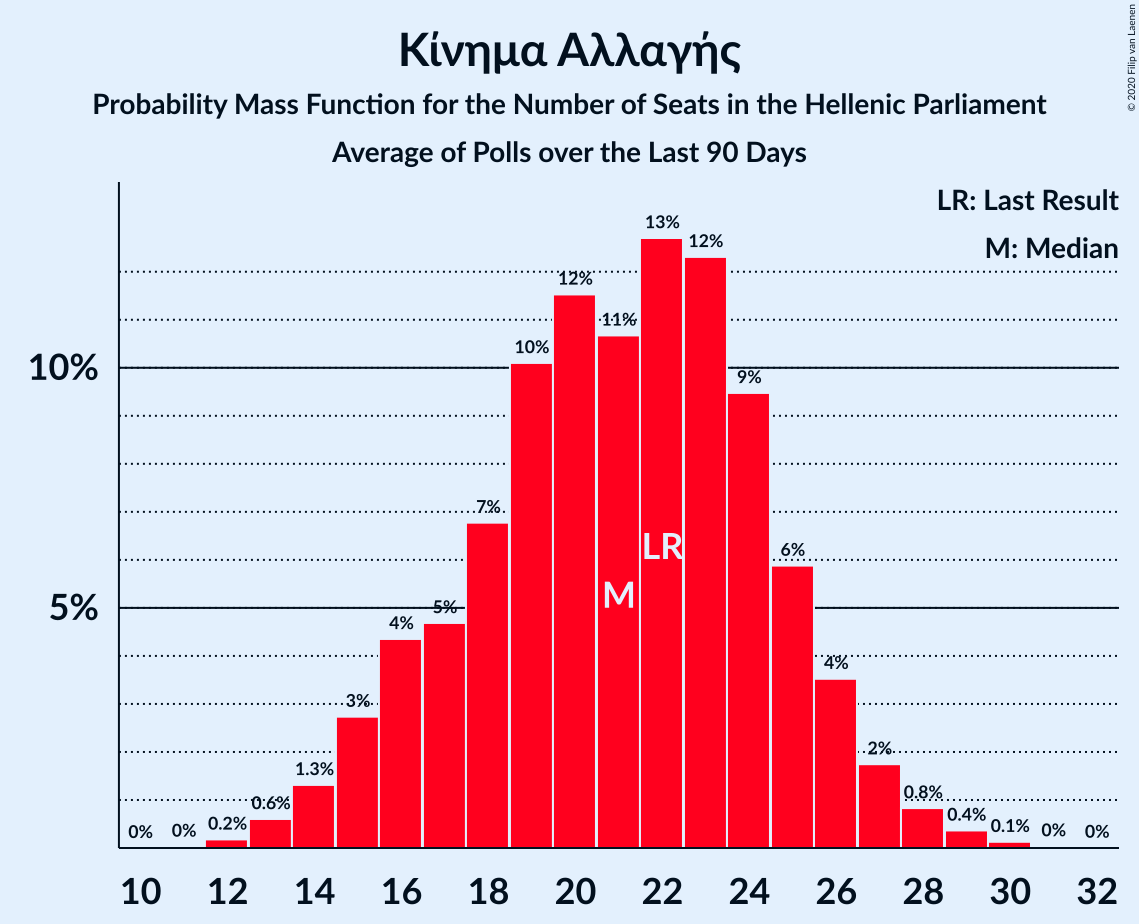 Κίνημα Αλλαγής
Probability Mass Function for the Number of Seats in the Hellenic Parliament
Average of Polls over the Last 90 Days
© 2020 Filip van Laenen
LR: Last Result
M: Median
10%
5%
0%
0%
0.2%
0.6%
1.3%
3%
4%
5%
7%
10%
12%
11%
13%
12%
9%
6%
4%
2%
0.8%
0.4%
0.1%
0%
0%
M
LR
10 12 14 16 18 20 22 24 26 28 30 32